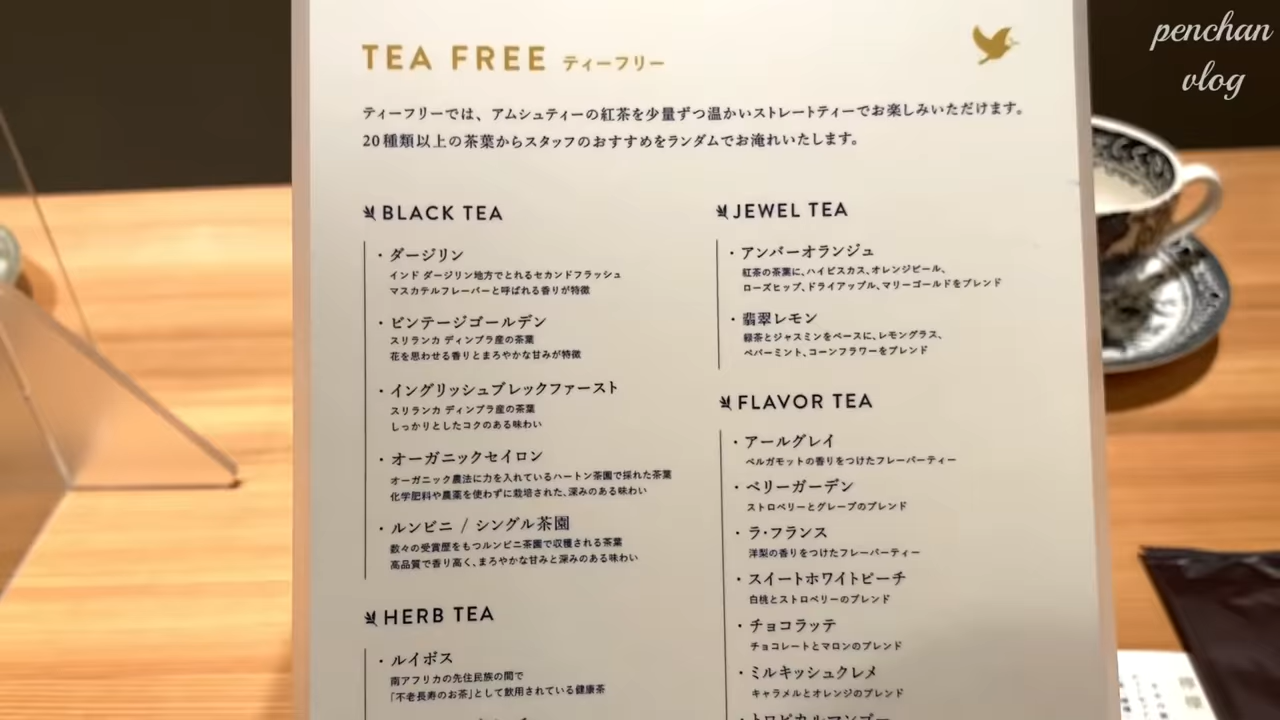 penchan
vlog
TEA FREE ティーフリー
ティーフリーでは、アムシュティーの紅茶を少量ずつ温かいストレートティーでお楽しみいただけます。
20種類以上の茶葉からスタッフのおすすめをランダムでお淹れいたします。
BLACK TEA
・ダージリン
インド ダージリン地方でとれるセカンドフラッシュ
マスカテルフレーバーと呼ばれる香りが特徴
・ビンテージゴールデン
スリランカ ディンブラ産の茶葉
花を思わせる香りとまろやかな甘みが特徴
・イングリッシュブレックファースト
スリランカ ディンブラ産の茶葉
しっかりとしたコクのある味わい
・オーガニックセイロン
オーガニック農法に力を入れているハートン茶園で採れた茶葉
化学肥料や農薬を使わずに栽培された、深みのある味わい
・ルンビニ / シングル茶園
数々の受賞歴をもつルンビニ茶園で収穫される茶葉
高品質で香り高く、まろやかな甘みと深みのある味わい
HERB TEA
・ルイボス
南アフリカの先住民族の間で
「不老長寿のお茶」として飲用されている健康茶
JEWEL TEA
・アンバーオランジュ
紅茶の茶葉に、ハイビスカス、オレンジピール、
ローズヒップ、ドライアップル、マリーゴールドをブレンド
・翡翠レモン
緑茶とジャスミンをベースに、レモングラス、
ペパーミント、コーンフラワーをブレンド
FLAVOR TEA
・アールグレイ
ベルガモットの香りをつけたフレーバーティー
・ベリーガーデン
ストロベリーとグレープのブレンド
・ラ・フランス
洋梨の香りをつけたフレーバーティー
・スイートホワイトピーチ
白桃とストロベリーのブレンド
・チョコラッテ
チョコレートとマロンのブレンド
・ミルキッシュクレメ
キャラメルとオレンジのブレンド
・トロピカルマンゴー